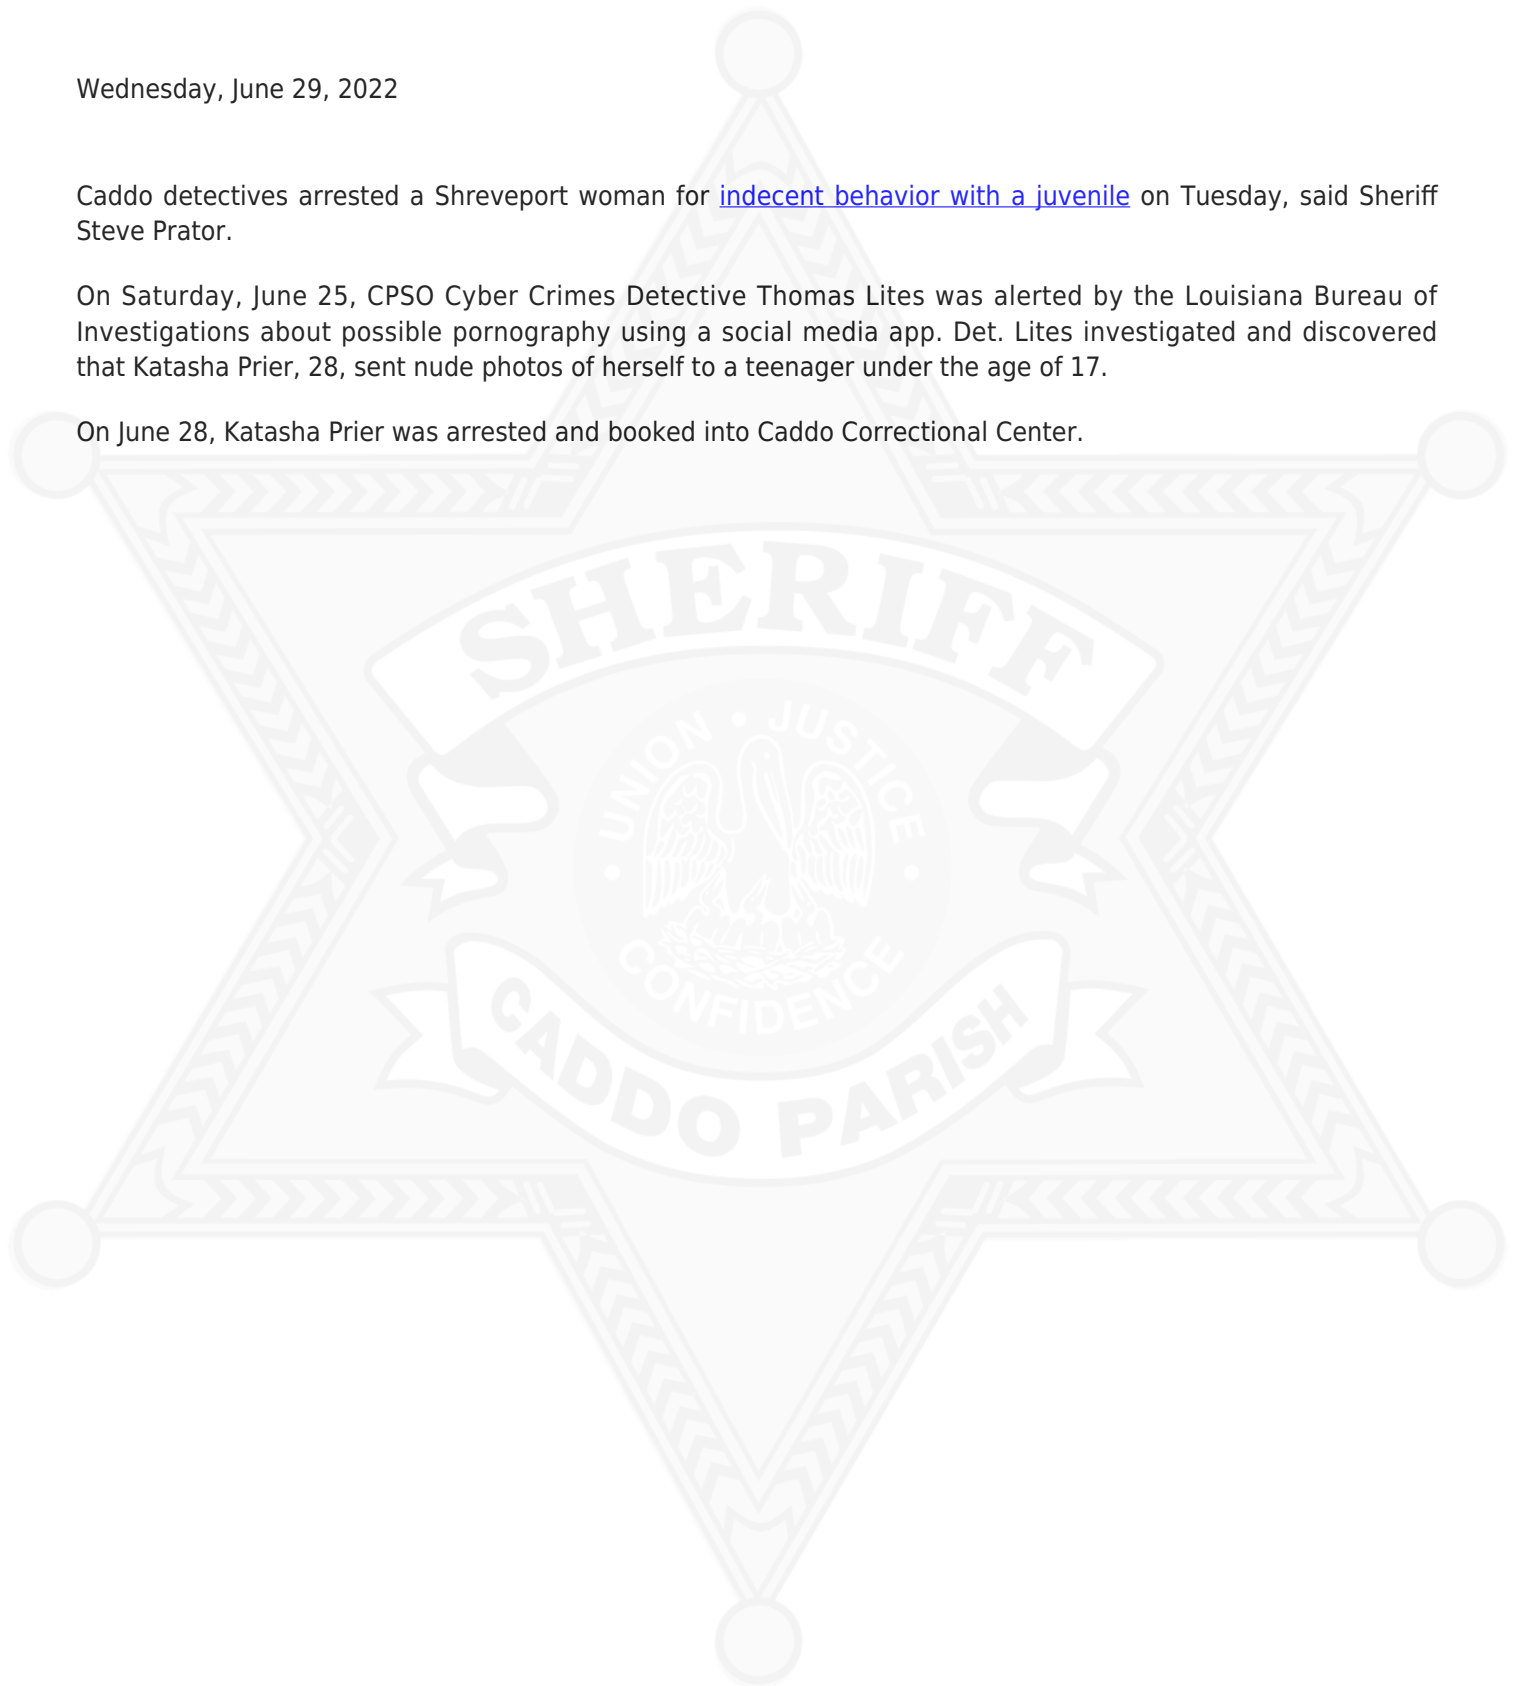 Wednesday, June 29, 2022
Caddo detectives arrested a Shreveport woman for indecent behavior with a juvenile on Tuesday, said Sheriff
Steve Prator.
On Saturday, June 25, CPSO Cyber Crimes Detective Thomas Lites was alerted by the Louisiana Bureau of
Investigations about possible pornography using a social media app. Det. Lites investigated and discovered
that Katasha Prier, 28, sent nude photos of herself to a teenager under the age of 17.
On June 28, Katasha Prier was arrested and booked into Caddo Correctional Center.
SHERIFF
UNION • JUSTICE •
• CONFIDENCE
CADDO PARISH